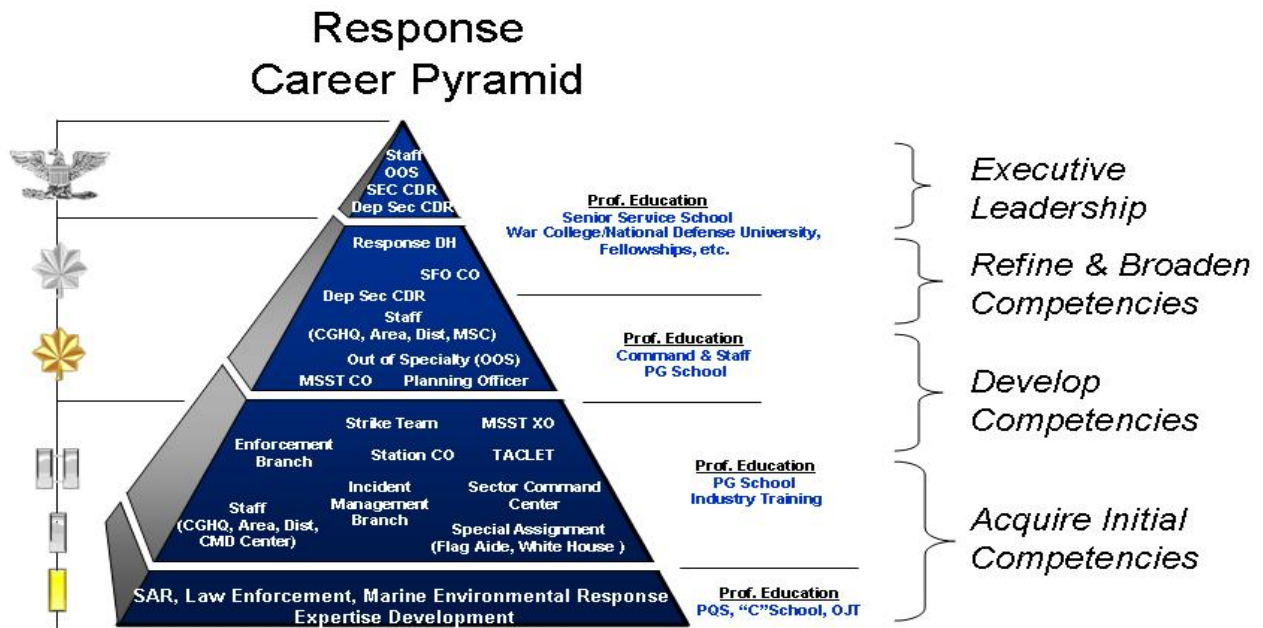 Response
Career Pyramid
Staff
OOS
SEC CDR
Dep Sec CDR
Response DH
SFO CO
Dep Sec CDR
Staff
(CGHQ, Area, Dist, MSC)
Out of Specialty (OOS)
MSST CO Planning Officer
Strike Team MSST XO
Enforcement
Branch
Station CO TACLET
Incident
Management
Branch
Sector Command
Center
Staff
(CGHQ, Area, Dist,
CMD Center)
Special Assignment
(Flag Aide, White House )
SAR, Law Enforcement, Marine Environmental Response
Expertise Development
Prof. Education
Senior Service School
War College/National Defense University,
Fellowships, etc.
Prof. Education
Command & Staff
PG School
Prof. Education
PG School
Industry Training
Prof. Education
PQS, “C”School, OJT
Executive
Leadership
Refine & Broaden
Competencies
Develop
Competencies
Acquire Initial
Competencies